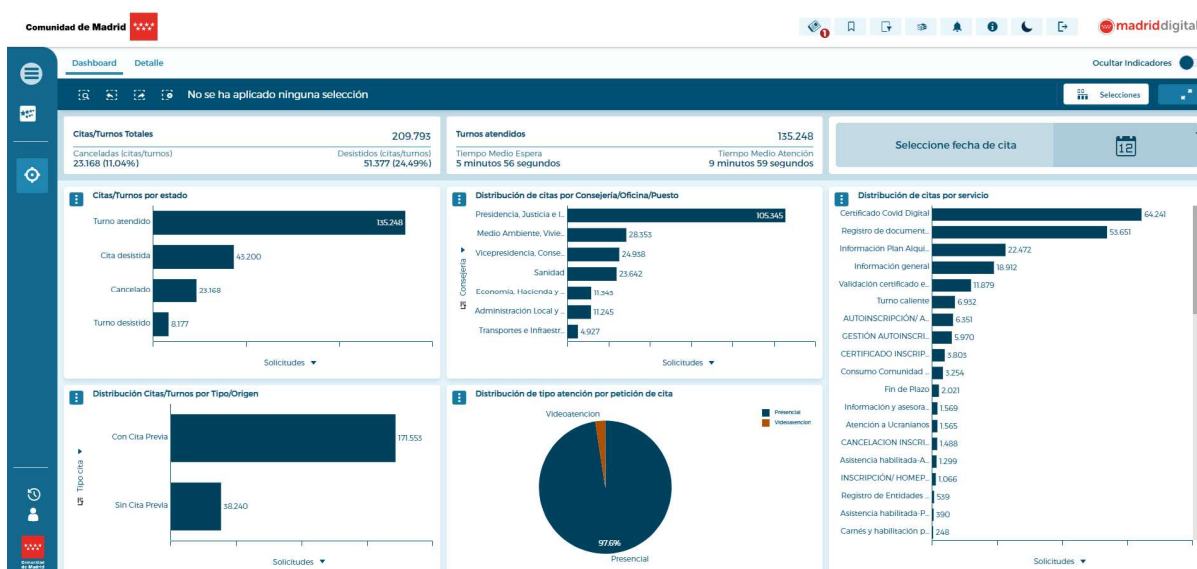 Comunidad de Madrid
1
madriddigital
Dashboard Detalle
Ocultar Indicadores
No se ha aplicado ninguna selección
Selecciones
Citas/Turnos Totales 209.793
Canceladas (citas/turnos) Desistidos (citas/turnos)
23.168 (11,04%) 51.377 (24,49%)
Turnos atendidos 135.248
Tiempo Medio Espera Tiempo Medio Atención
5 minutos 56 segundos 9 minutos 59 segundos
Seleccione fecha de cita
12
Citas/Turnos por estado
Turno atendido 135.248
Cita desistida 43.200
Cancelado 23.168
Turno desistido 8.177
Solicitudes
Distribución de citas por Consejería/Oficina/Puesto
Consejería
Presidencia, Justicia e I... 105.345
Medio Ambiente, Vivie... 28.353
Vicepresidencia, Conse... 24.938
Sanidad 23.642
Economía, Hacienda y ... 11.343
Administración Local y ... 11.245
Transportes e Infraestr... 4.927
Solicitudes
Distribución de citas por servicio
Certificado Covid Digital 64.241
Registro de document... 53.651
Información Plan Alqui... 22.472
Información general 18.912
Validación certificado e... 11.879
Turno caliente 6.932
AUTOINSCRIPCIÓN/ A... 6.351
GESTIÓN AUTOINSCRI... 5.970
CERTIFICADO INSCRIP... 3.803
Consumo Comunidad ... 3.254
Fin de Plazo 2.021
Información y asesora... 1.569
Atención a Ucranianos 1.565
CANCELACION INSCRI... 1.488
Asistencia habilitada-A... 1.299
INSCRIPCIÓN/ HOMEP... 1.066
Registro de Entidades ... 539
Asistencia habilitada-P... 390
Carnés y habilitación p... 248
Solicitudes
Distribución Citas/Turnos por Tipo/Origen
Tipo cita
Con Cita Previa 171.553
Sin Cita Previa 38.240
Solicitudes
Distribución de tipo atención por petición de cita
Videoatencion
Presencial
Videoatencion
97.6%
Presencial
Comunidad
de Madrid